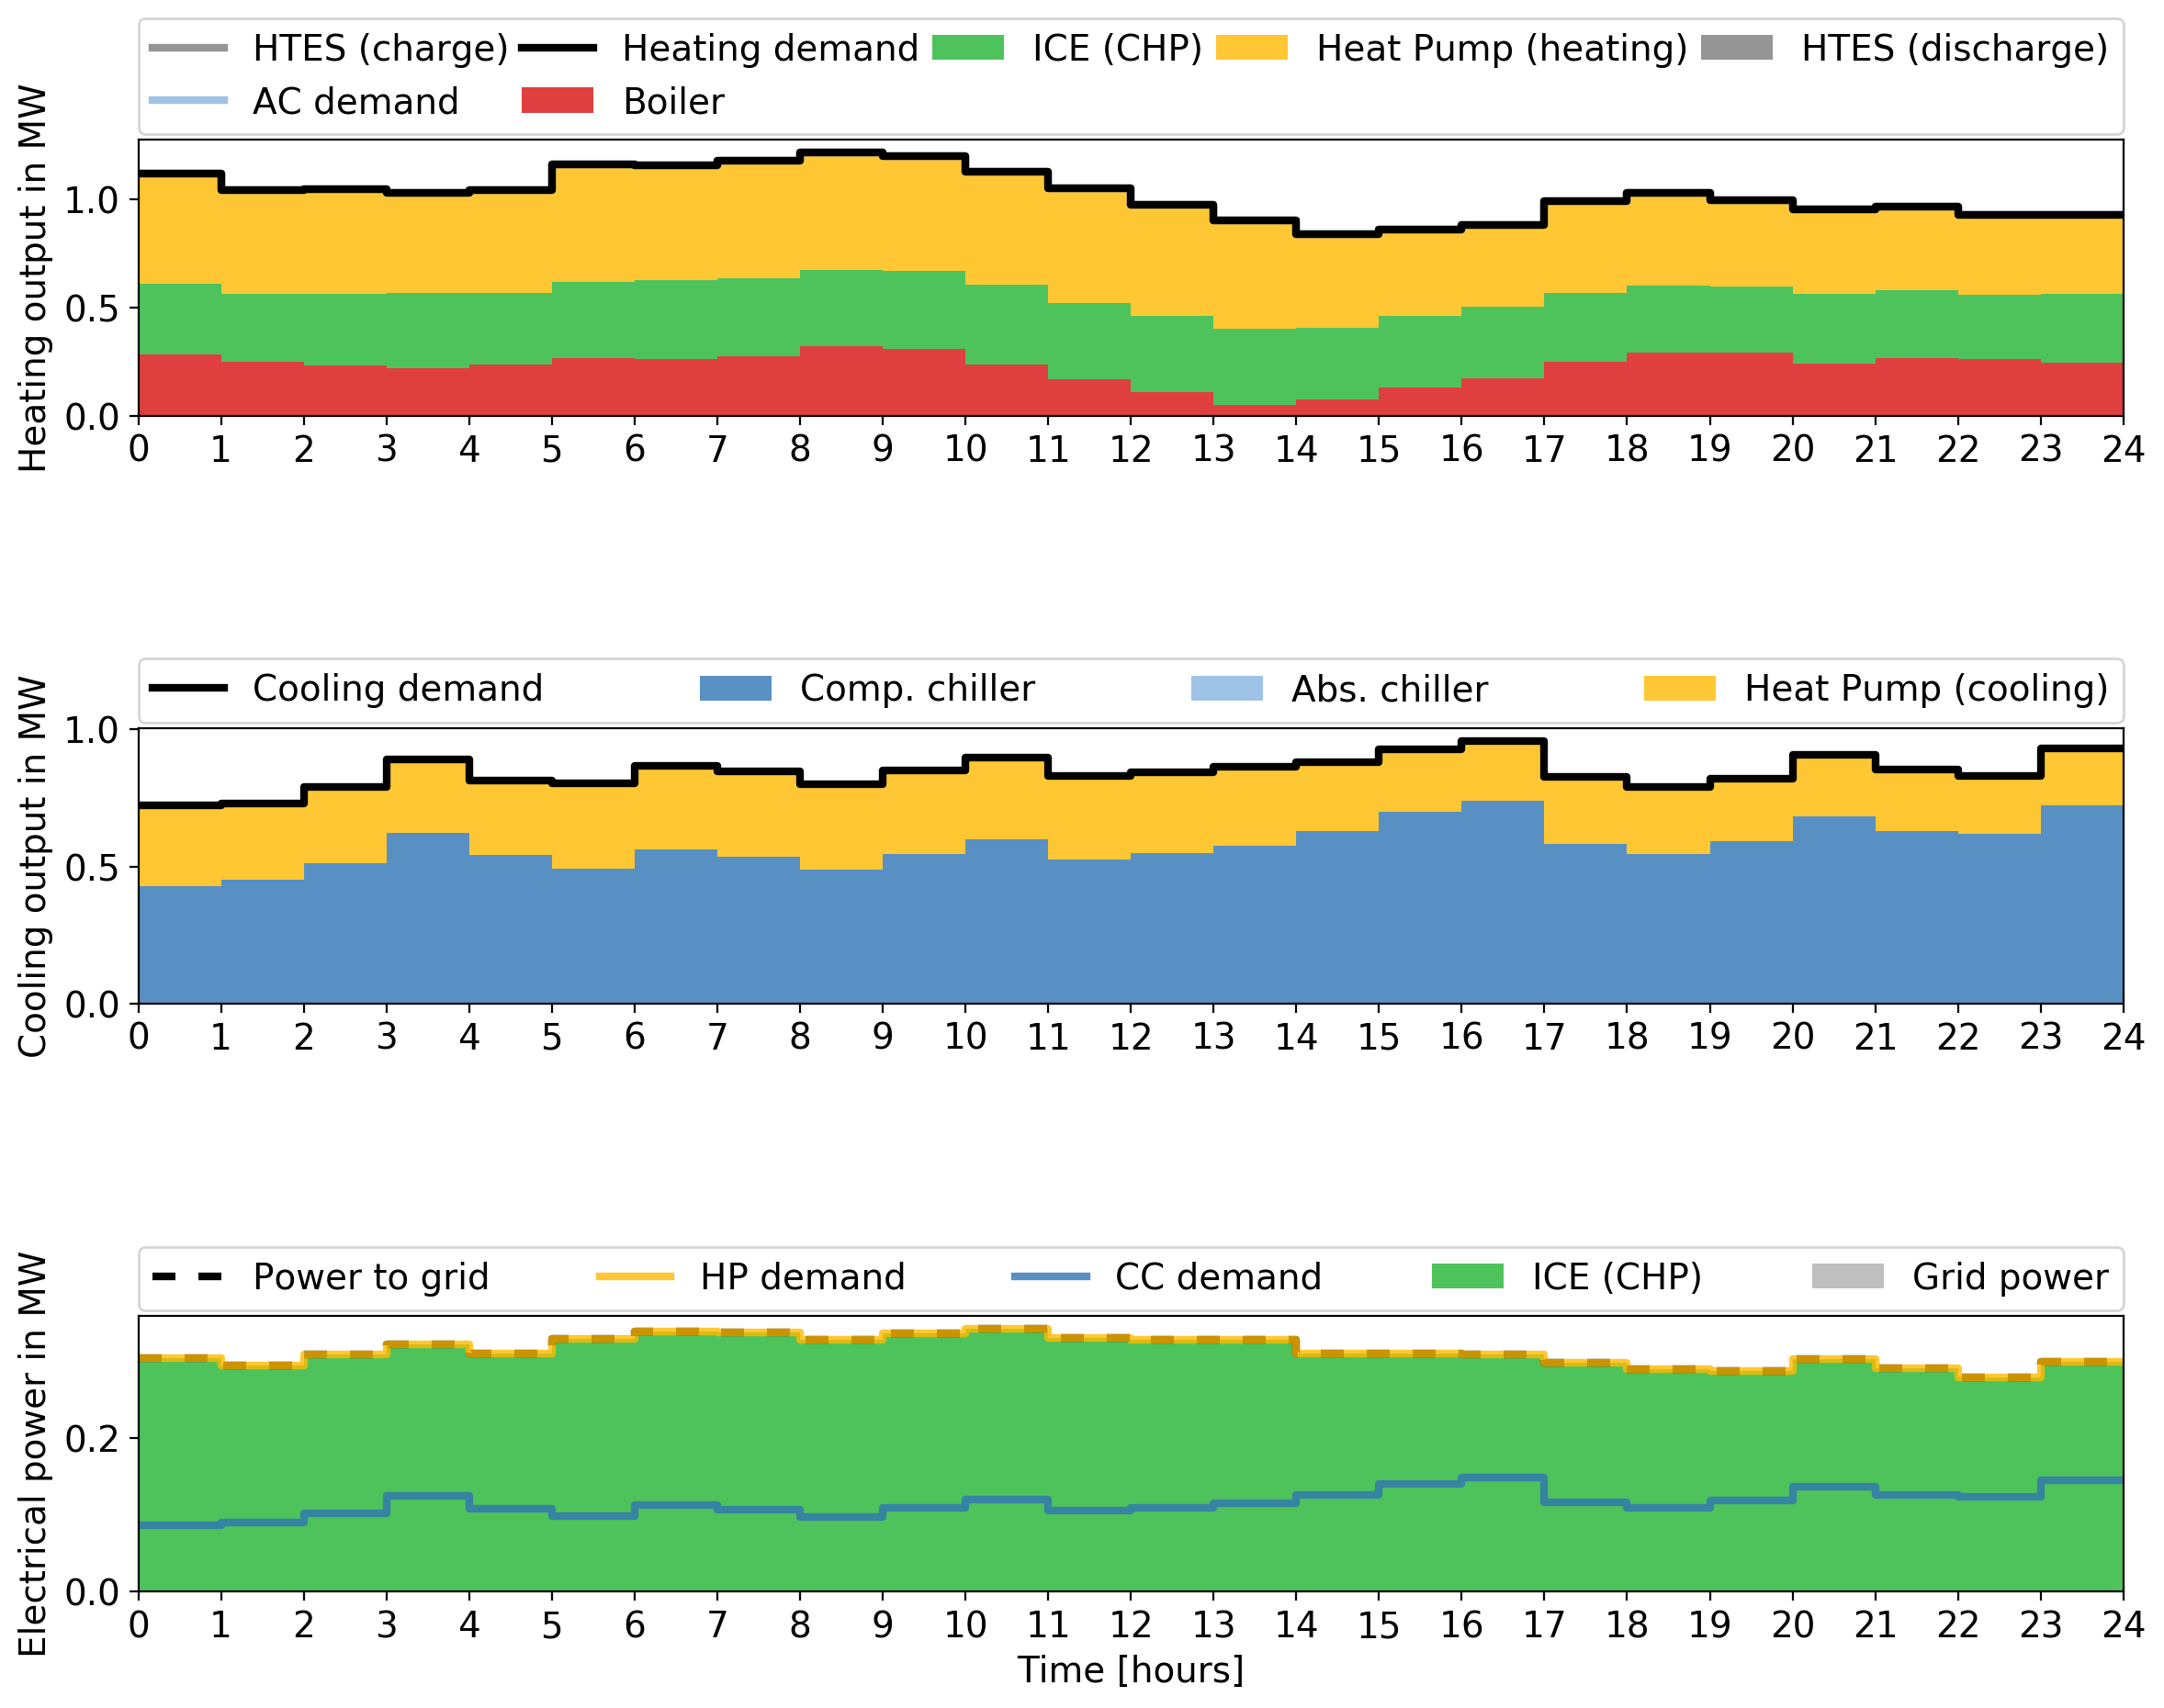 HTES (charge) Heating demand ICE (CHP) Heat Pump (heating) HTES (discharge)
AC demand Boiler
Heating output in MW
1.0
0.5
0.0
0 1 2 3 4 5 6 7 8 9 10 11 12 13 14 15 16 17 18 19 20 21 22 23 24
Cooling demand Comp. chiller Abs. chiller Heat Pump (cooling)
Cooling output in MW
1.0
0.5
0.0
0 1 2 3 4 5 6 7 8 9 10 11 12 13 14 15 16 17 18 19 20 21 22 23 24
Power to grid HP demand CC demand ICE (CHP) Grid power
Electrical power in MW
0.2
0.0
0 1 2 3 4 5 6 7 8 9 10 11 12 13 14 15 16 17 18 19 20 21 22 23 24
Time [hours]